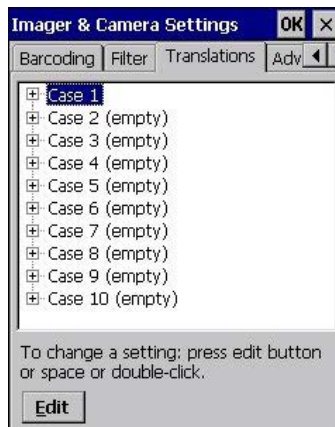 Imager & Camera Settings OK ×
Barcoding Filter Translations Adv
Case 1
Case 2 (empty)
Case 3 (empty)
Case 4 (empty)
Case 5 (empty)
Case 6 (empty)
Case 7 (empty)
Case 8 (empty)
Case 9 (empty)
Case 10 (empty)
To change a setting: press edit button
or space or double-click.
Edit